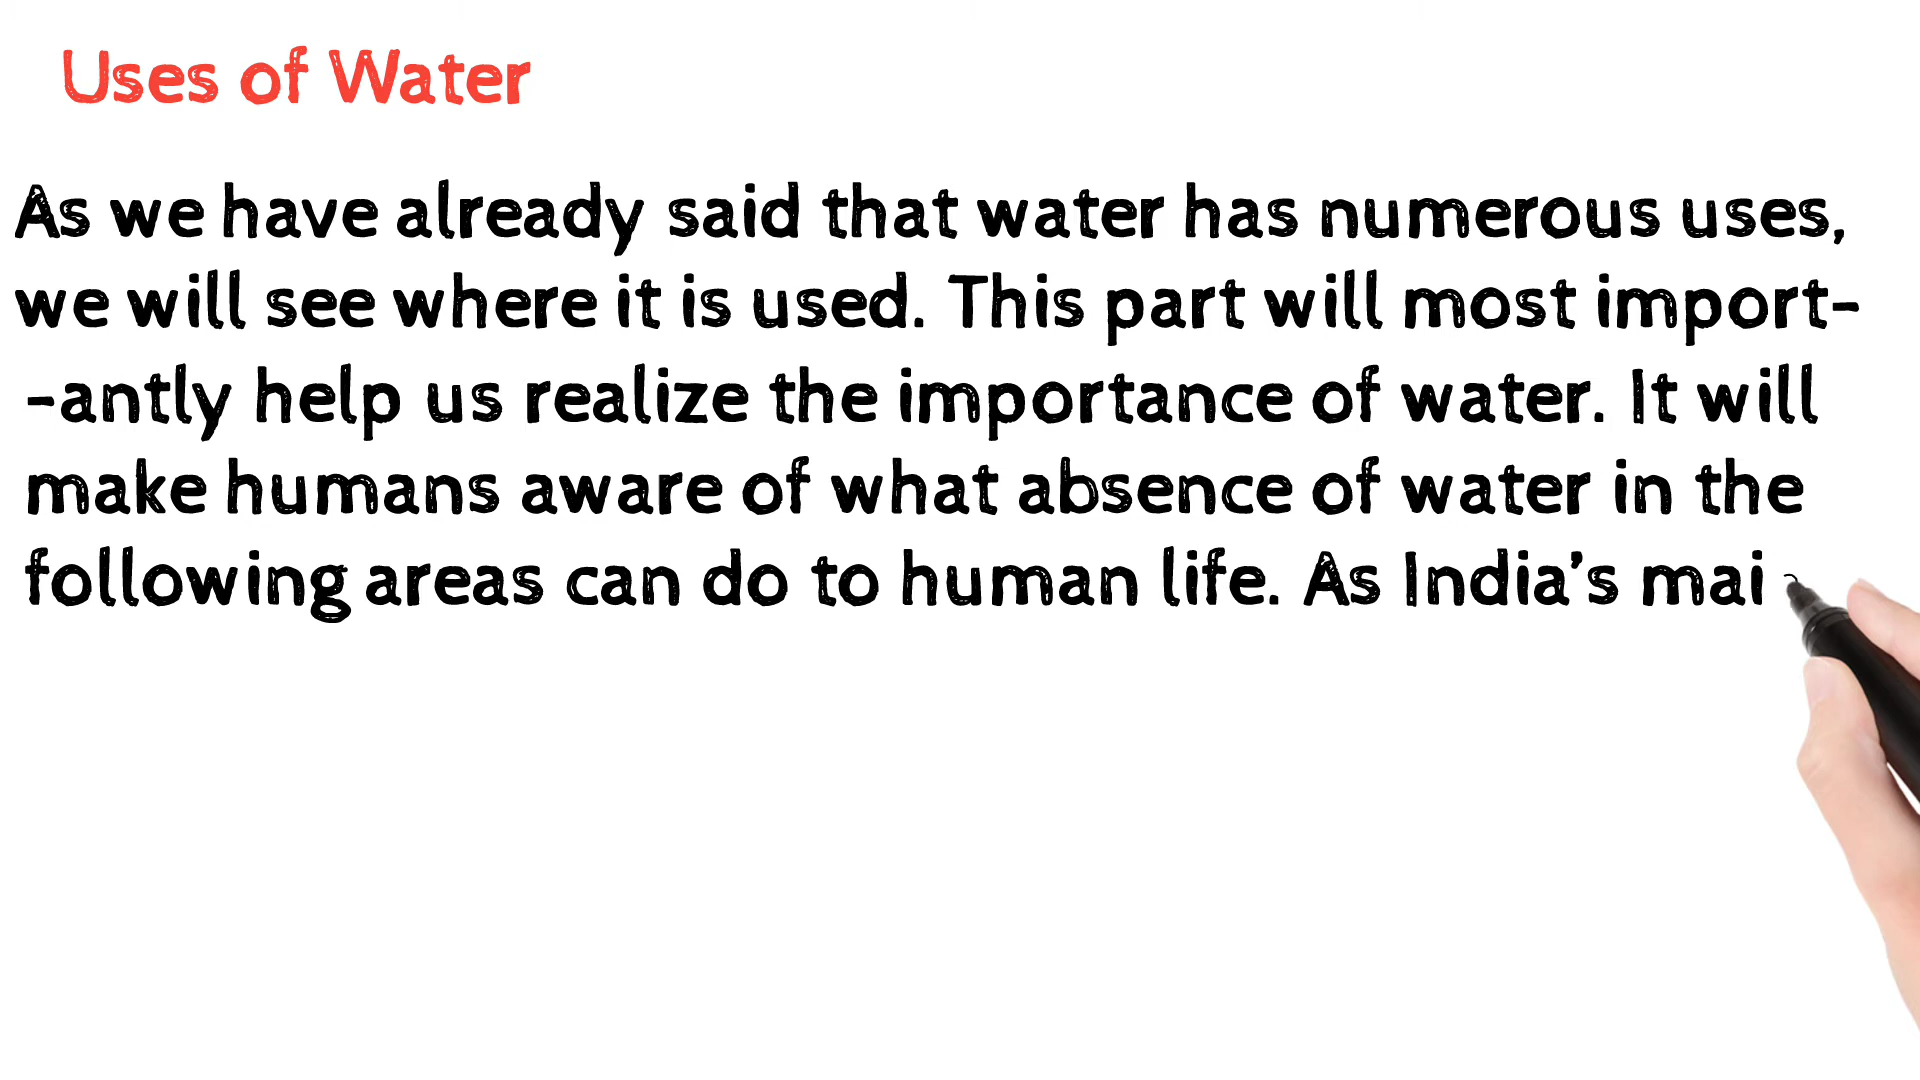 Uses of Water
As we have already said that water has numerous uses,
we will see where it is used. This part will most import-
-antly help us realize the importance of water. It will
make humans aware of what absence of water in the
following areas can do to human life. As India's mai